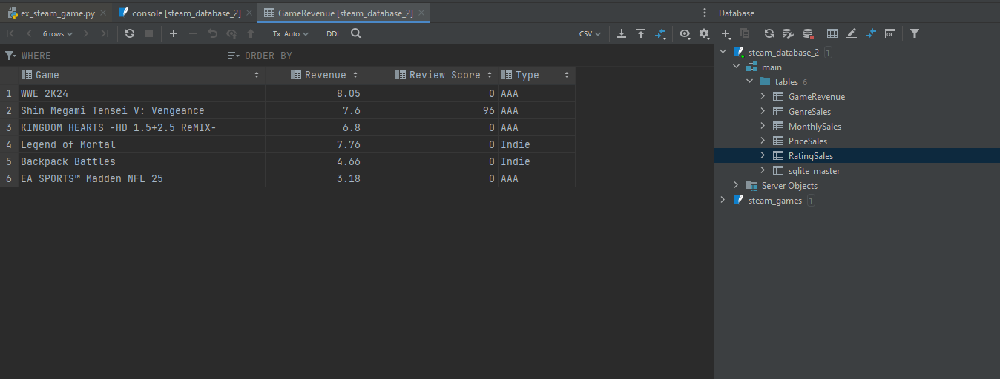 ex_steam_game.py
console [steam_database_2]
GameRevenue [steam_database_2]
Database
6 rows
Tx: Auto
DDL
CSV
WHERE
ORDER BY
Game Revenue Review Score Type
1 WWE 2K24 8.05 0 AAA
2 Shin Megami Tensei V: Vengeance 7.6 96 AAA
3 KINGDOM HEARTS -HD 1.5+2.5 ReMIX- 6.8 0 AAA
4 Legend of Mortal 7.76 0 Indie
5 Backpack Battles 4.66 0 Indie
6 EA SPORTS™ Madden NFL 25 3.18 0 AAA
steam_database_2 1
main
tables 6
GameRevenue
GenreSales
MonthlySales
PriceSales
RatingSales
sqlite_master
Server Objects
steam_games 1